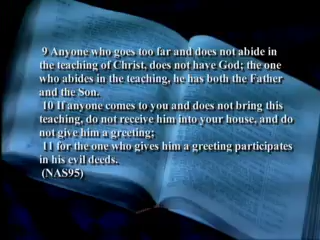 9 Anyone who goes too far and does not abide in
the teaching of Christ, does not have God; the one
who abides in the teaching, he has both the Father
and the Son.
10 If anyone comes to you and does not bring this
teaching, do not receive him into your house, and do
not give him a greeting;
11 for the one who gives him a greeting participates
in his evil deeds.
(NAS95)